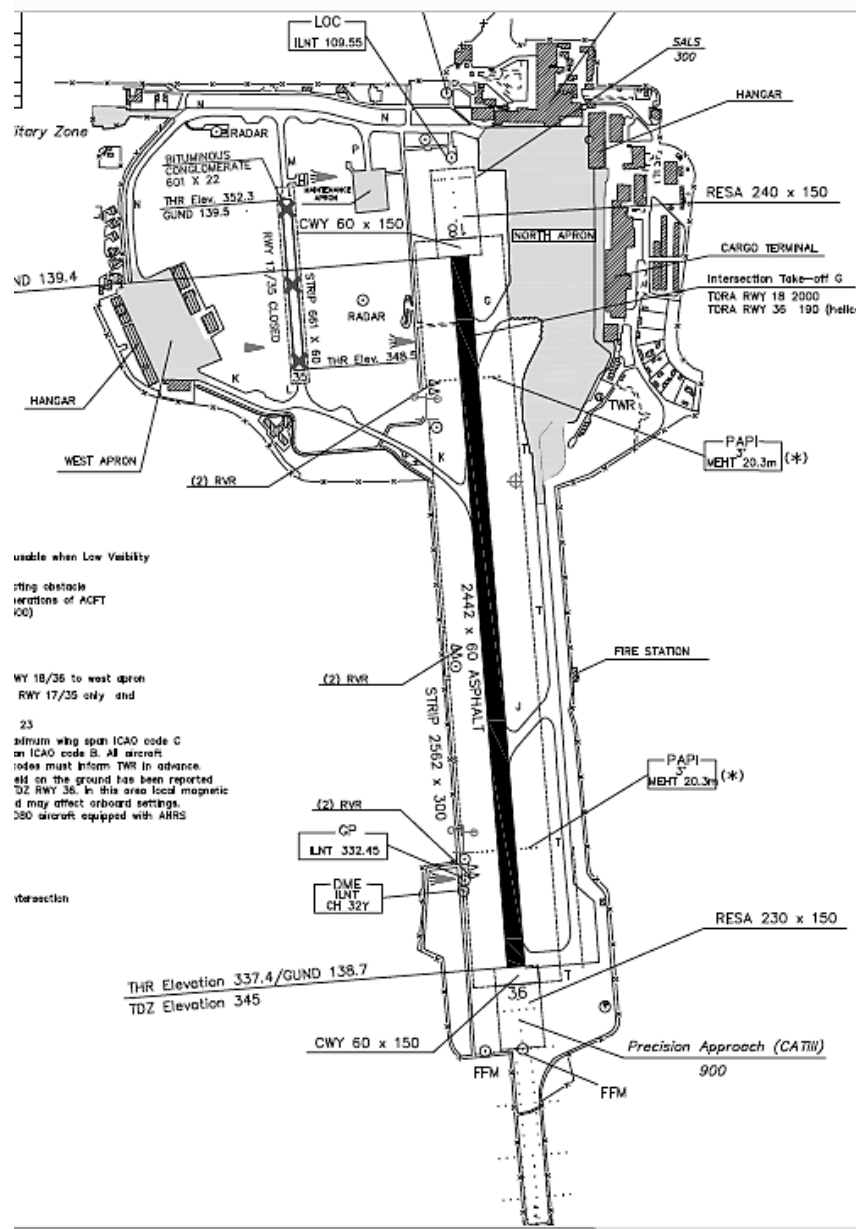 LOC
ILNT 109.55
SALS
300
HANGAR
N
itary Zone
RADAR
P
BITUMINOUS
CONGLOMERATE
601 X 22
M
H
MAINTENANCE
APRON
THR Elev. 352.3
GUND 139.5
RESA 240 x 150
N
CWY 60 x 150
18
NORTH APRON
CARGO TERMINAL
ND 139.4
RWY 17/35 CLOSED
STRIP 661 X 60
G
Intersection Take-off G
TORA RWY 18 2000
TORA RWY 36 190 (helic
RADAR
THR Elev. 348.5
35
K
L
HANGAR
TWR
PAPI
3°
MEHT 20.3m (*)
WEST APRON
M
K
T
(2) RVR
usable when Low Visibility
cting obstacle
erations of ACFT
600)
2442 x 60 ASPHALT
T
WY 18/36 to west apron
RWY 17/35 only and
(2) RVR
FIRE STATION
STRIP 2562 x 300
J
23
aximum wing span ICAO code C
an ICAO code B. All aircraft
codes must inform TWR in advance.
eld on the ground has been reported
TDZ RWY 36. In this area local magnetic
d may affect onboard settings.
080 aircraft equipped with AHRS
PAPI
3°
MEHT 20.3m (*)
(2) RVR
GP
ILNT 332.45
T
DME
ILNT
CH 32Y
ntersection
RESA 230 x 150
THR Elevation 337.4/GUND 138.7
TDZ Elevation 345
T
36
CWY 60 x 150
Precision Approach (CATIII)
900
FFM
FFM